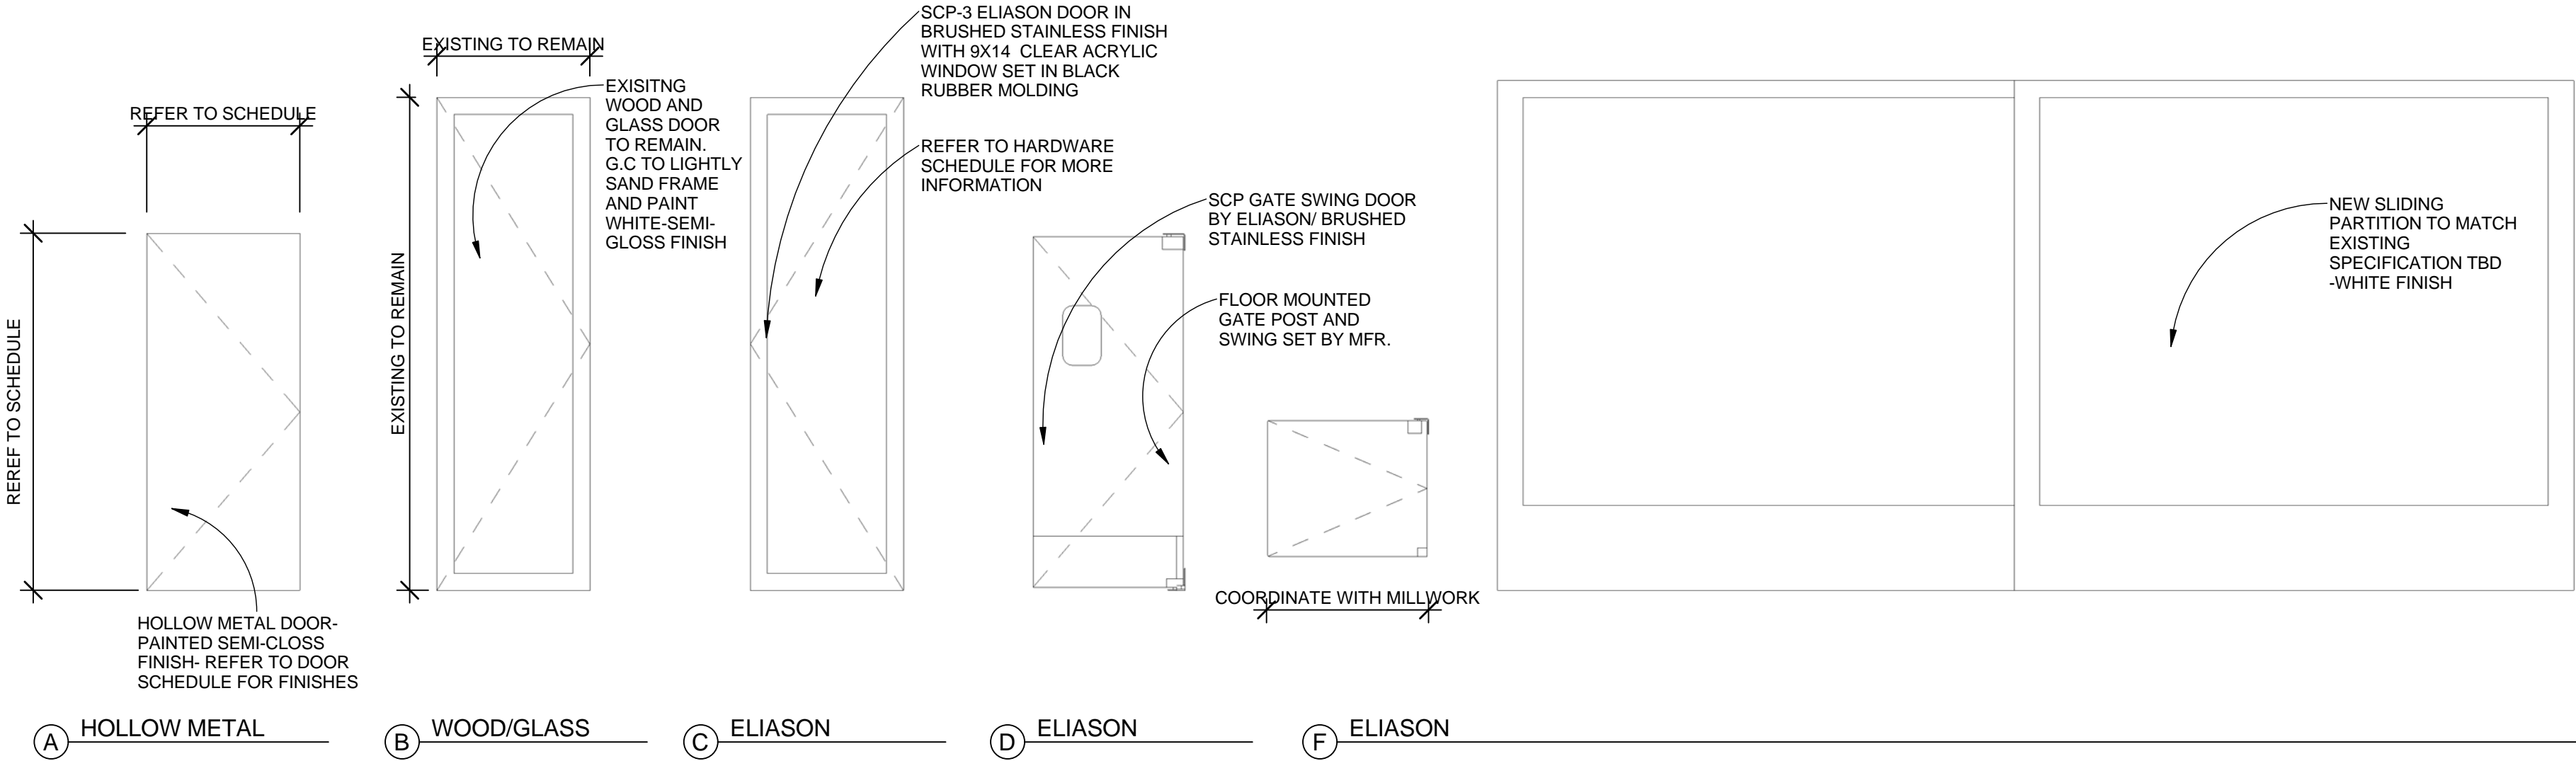 REFER TO SCHEDULE
REREF TO SCHEDULE
HOLLOW METAL DOOR-
PAINTED SEMI-CLOSS
FINISH- REFER TO DOOR
SCHEDULE FOR FINISHES
EXISTING TO REMAIN
EXISTING TO REMAIN
EXISITNG
WOOD AND
GLASS DOOR
TO REMAIN.
G.C TO LIGHTLY
SAND FRAME
AND PAINT
WHITE-SEMI-
GLOSS FINISH
SCP-3 ELIASON DOOR IN
BRUSHED STAINLESS FINISH
WITH 9X14 CLEAR ACRYLIC
WINDOW SET IN BLACK
RUBBER MOLDING
REFER TO HARDWARE
SCHEDULE FOR MORE
INFORMATION
SCP GATE SWING DOOR
BY ELIASON/ BRUSHED
STAINLESS FINISH
FLOOR MOUNTED
GATE POST AND
SWING SET BY MFR.
COORDINATE WITH MILLWORK
NEW SLIDING
PARTITION TO MATCH
EXISTING
SPECIFICATION TBD
-WHITE FINISH
A HOLLOW METAL
B WOOD/GLASS
C ELIASON
D ELIASON
F ELIASON